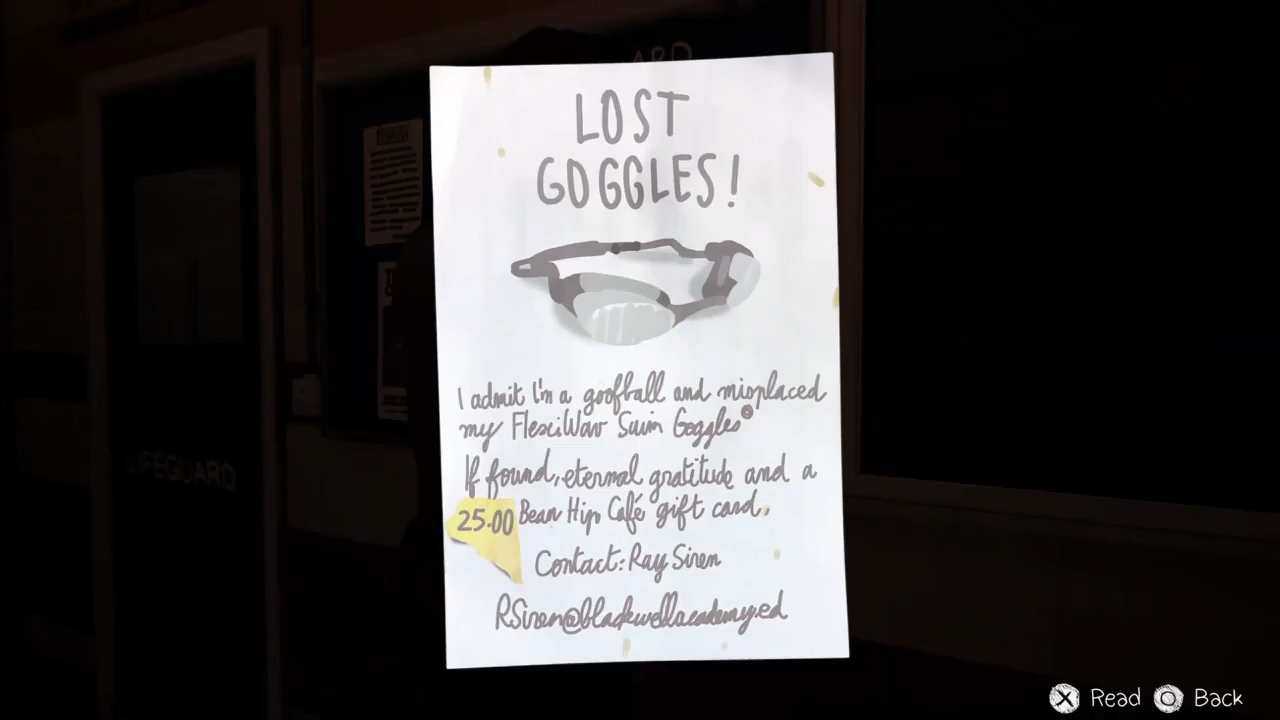 LOST
GOGGLES!
I admit I'm a goofball and misplaced
my FlexiWav Swim Goggles©
If found, eternal gratitude and a
25.00 Bean Hip Café gift card.
Contact: Ray Siren
RSiren@blackwellacademy.ed
LIFEGUARD
Read
Back